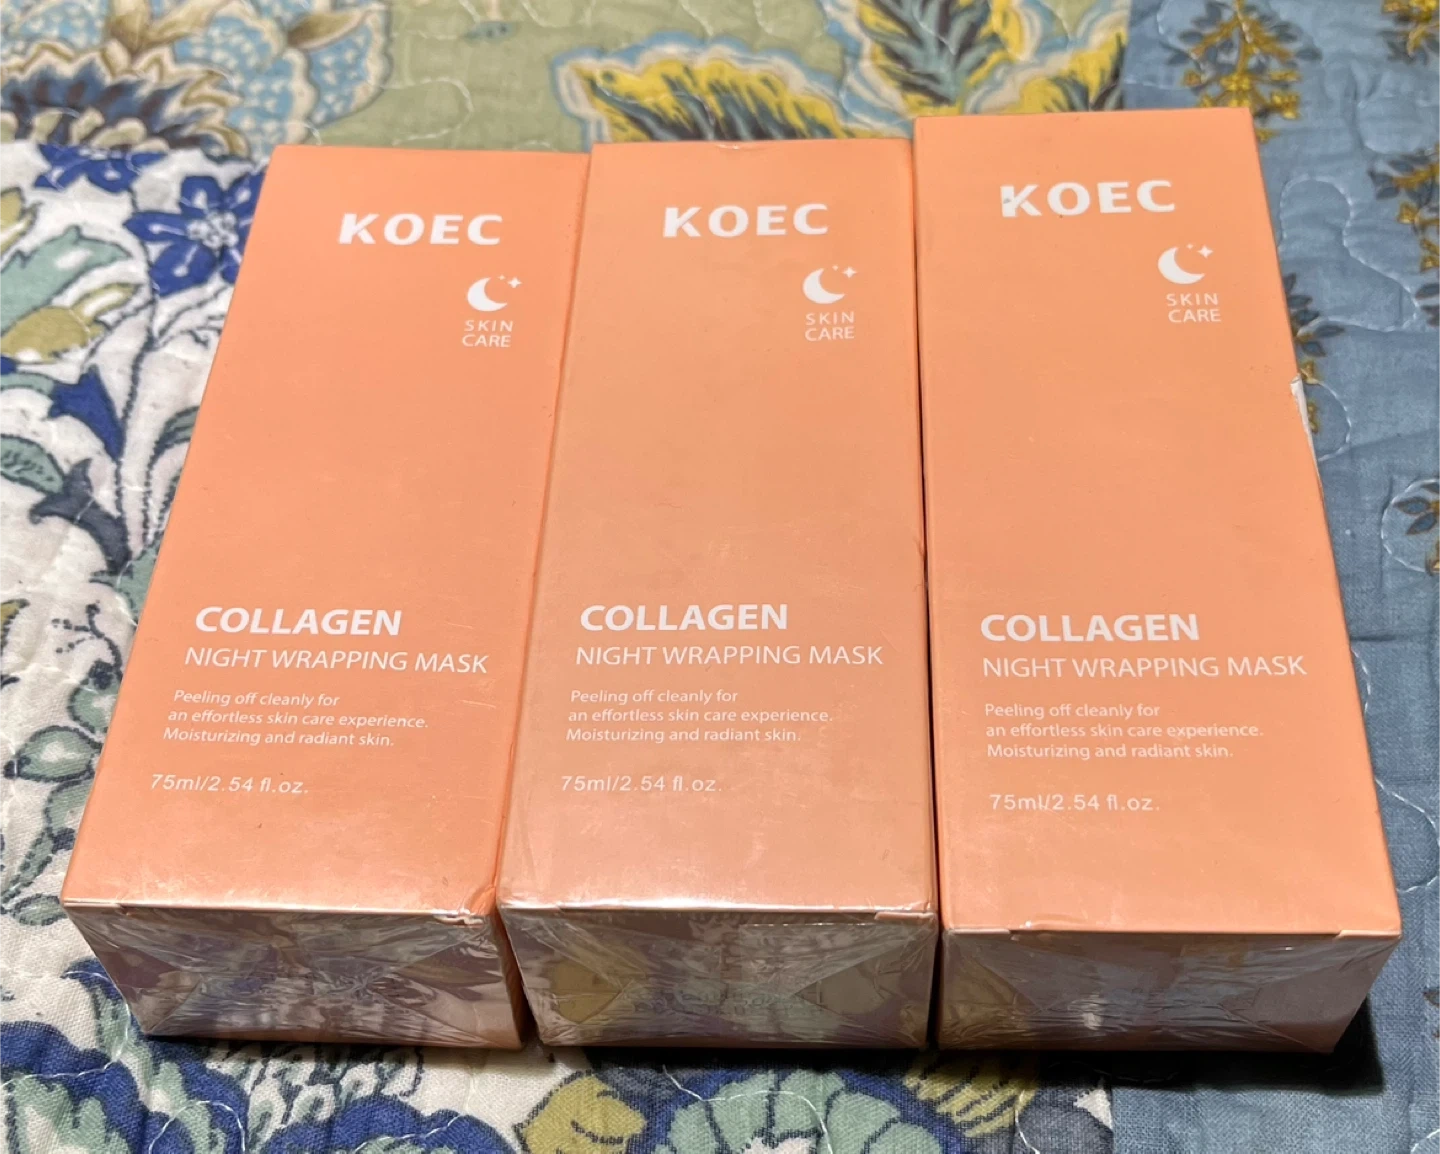 KOEC
SKIN
CARE
COLLAGEN
NIGHT WRAPPING MASK
Peeling off cleanly for
an effortless skin care experience.
Moisturizing and radiant skin.
75ml/2.54 fl.oz.
KOEC
SKIN
CARE
COLLAGEN
NIGHT WRAPPING MASK
Peeling off cleanly for
an effortless skin care experience.
Moisturizing and radiant skin.
75ml/2.54 fl.oz.
KOEC
SKIN
CARE
COLLAGEN
NIGHT WRAPPING MASK
Peeling off cleanly for
an effortless skin care experience.
Moisturizing and radiant skin.
75ml/2.54 fl.oz.